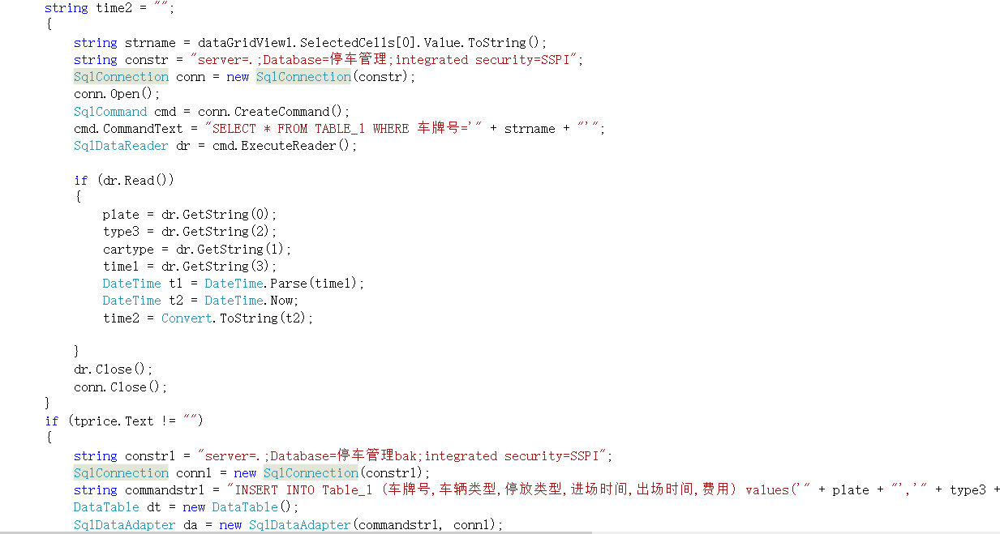 string time2 = "";
{
string strname = dataGridView1.SelectedCells[0].Value.ToString();
string constr = "server=.;Database=停车管理;integrated security=SSPI";
SqlConnection conn = new SqlConnection(constr);
conn.Open();
SqlCommand cmd = conn.CreateCommand();
cmd.CommandText = "SELECT * FROM TABLE_1 WHERE 车牌号='" + strname + "'";
SqlDataReader dr = cmd.ExecuteReader();
if (dr.Read())
{
plate = dr.GetString(0);
type3 = dr.GetString(2);
cartype = dr.GetString(1);
time1 = dr.GetString(3);
DateTime t1 = DateTime.Parse(time1);
DateTime t2 = DateTime.Now;
time2 = Convert.ToString(t2);
}
dr.Close();
conn.Close();
}
if (tprice.Text != "")
{
string constr1 = "server=.;Database=停车管理bak;integrated security=SSPI";
SqlConnection conn1 = new SqlConnection(constr1);
string commandstr1 = "INSERT INTO Table_1 (车牌号,车辆类型,停放类型,进场时间,出场时间,费用) values('" + plate + "','" + type3 +
DataTable dt = new DataTable();
SqlDataAdapter da = new SqlDataAdapter(commandstr1, conn1);